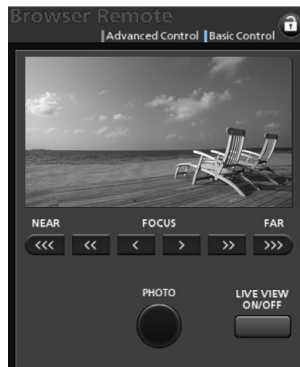 Browser Remote
Advanced Control Basic Control
NEAR FOCUS FAR
<<< << < > >> >>>
PHOTO
LIVE VIEW
ON/OFF